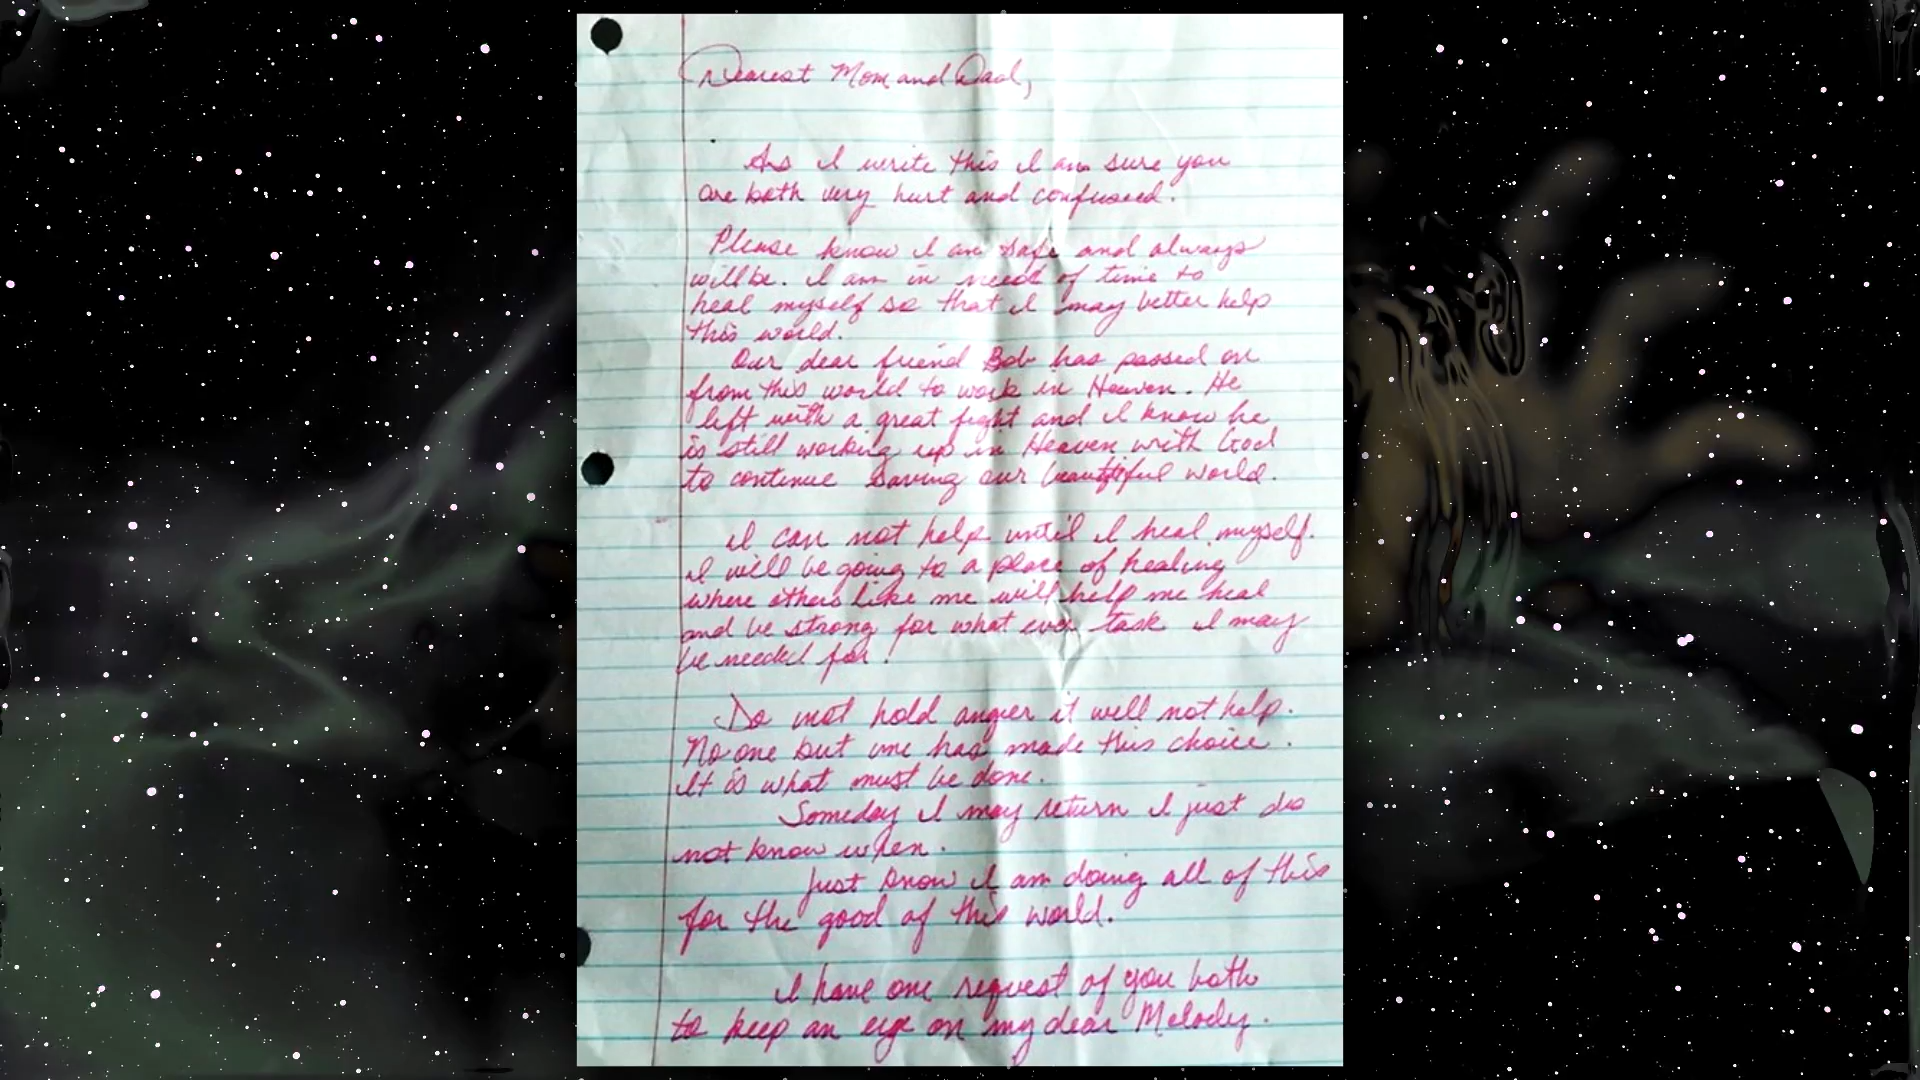 Dearest Mom and Dad,
As I write this I am sure you
are both very hurt and confused.
Please know I am safe and always
will be. I am in need of time to
heal myself so that I may better help
this world.
Our dear friend Bob has passed on
from this world to work in Heaven. He
left with a great fight and I know he
is still working up in Heaven with God
to continue saving our beautiful world.
I can not help until I heal myself.
I will be going to a place of healing
where others like me will help me heal
and be strong for what ever task I may
be needed for.
Do not hold anger it will not help.
No one but me has made this choice.
It is what must be done.
Someday I may return I just do
not know when.
Just know I am doing all of this
for the good of this world.
I have one request of you both
to keep an eye on my dear Melody.